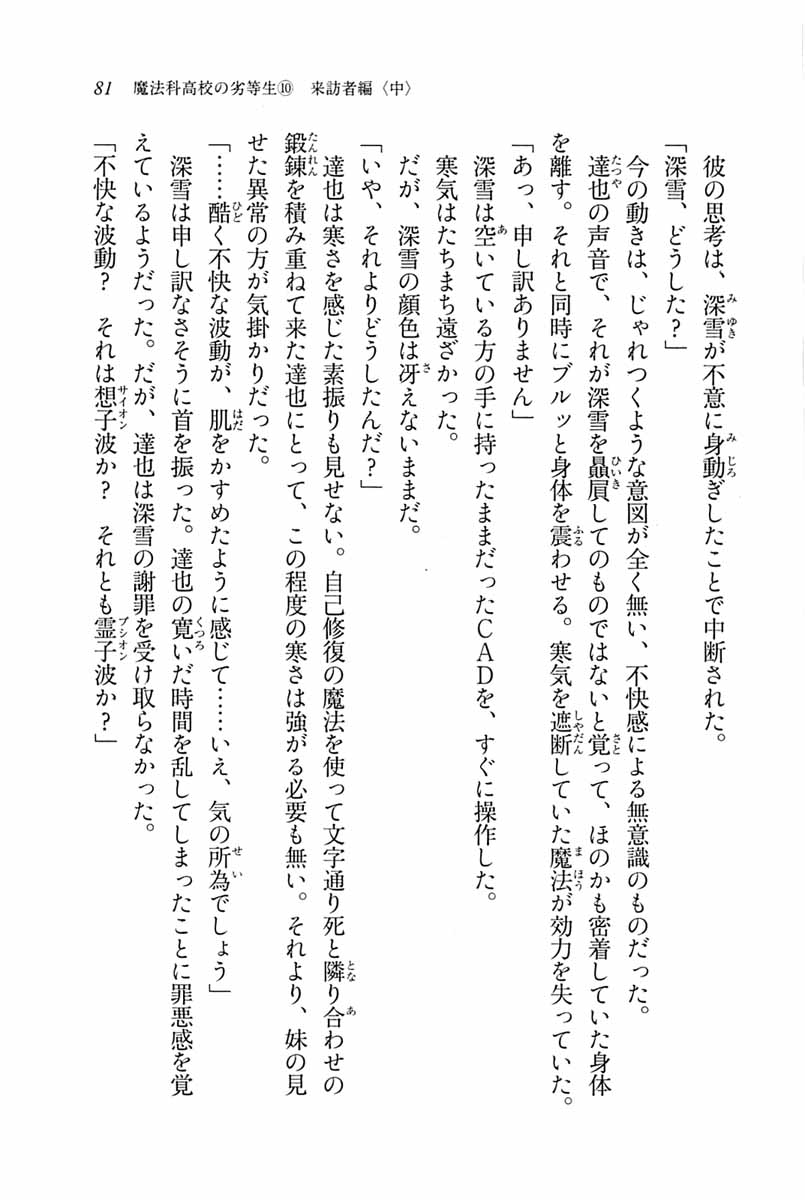 81　魔法科高校の劣等生⑩　来訪者編〈中〉
彼の思考は、深雪が不意に身動ぎしたことで中断された。
「深雪、どうした？」
今の動きは、じゃれつくような意図が全く無い、不快感による無意識のものだった。
達也の声音で、それが深雪を贔屓してのものではないと覚って、ほのかも密着していた身体
を離す。それと同時にブルッと身体を震わせる。寒気を遮断していた魔法が効力を失っていた。
「あっ、申し訳ありません」
深雪は空いている方の手に持ったままだったＣＡＤを、すぐに操作した。
寒気はたちまち遠ざかった。
だが、深雪の顔色は冴えないままだ。
「いや、それよりどうしたんだ？」
達也は寒さを感じた素振りも見せない。自己修復の魔法を使って文字通り死と隣り合わせの
鍛錬を積み重ねて来た達也にとって、この程度の寒さは強がる必要も無い。それより、妹の見
せた異常の方が気掛かりだった。
「……酷く不快な波動が、肌をかすめたように感じて……いえ、気の所為でしょう」
深雪は申し訳なさそうに首を振った。達也の寛いだ時間を乱してしまったことに罪悪感を覚
えているようだった。だが、達也は深雪の謝罪を受け取らなかった。
「不快な波動？　それは想子波か？　それとも霊子波か？」